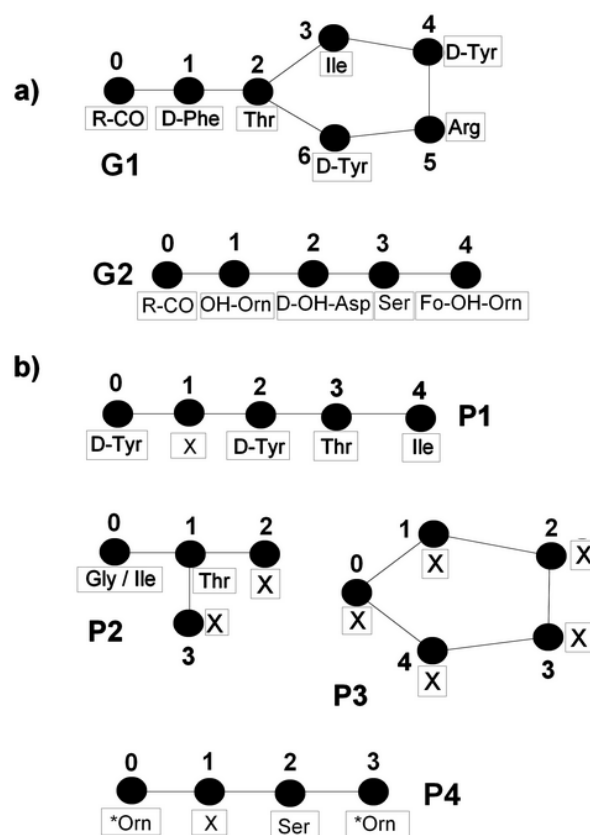 3 4
0 1 2 Ile D-Tyr
a)
R-CO D-Phe Thr Arg
G1 6 D-Tyr 5
0 1 2 3 4
G2
R-CO OH-Orn D-OH-Asp Ser Fo-OH-Orn
b)
0 1 2 3 4
P1
D-Tyr X D-Tyr Thr Ile
0 1 2
Gly / Ile Thr X
P2 X
3
1 2
0 X X
X X
4 3
P3 X
0 1 2 3
P4
*Orn X Ser *Orn